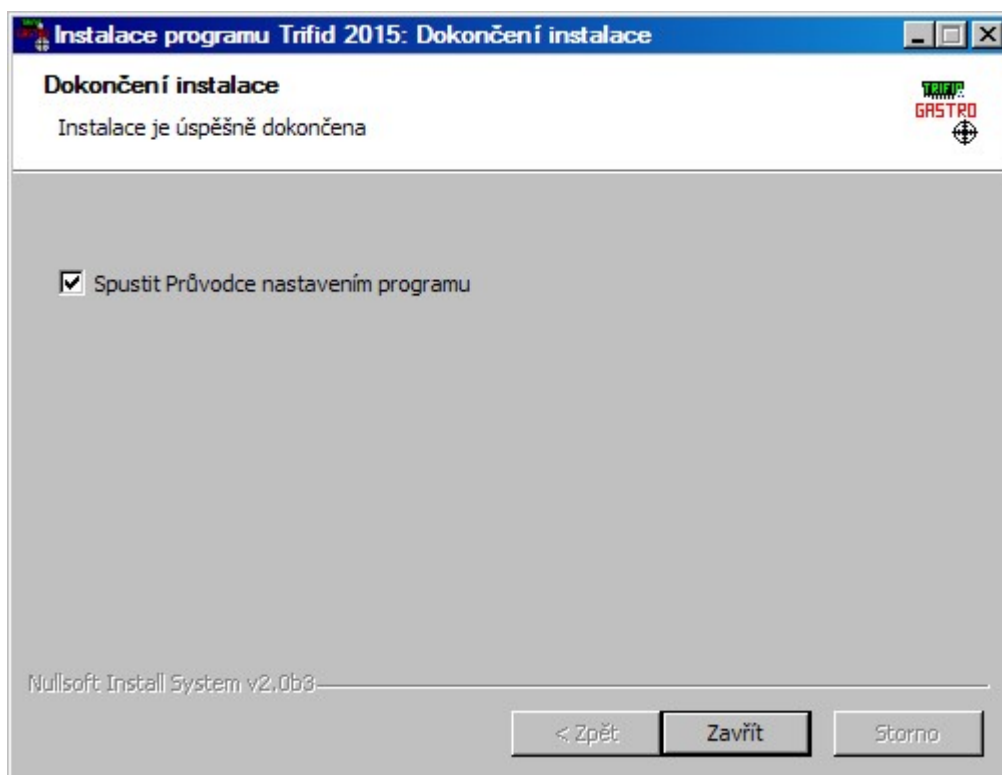 Instalace programu Trifid 2015: Dokončení instalace
Dokončení instalace
Instalace je úspěšně dokončena
TRIFID
GASTRO
Spustit Průvodce nastavením programu
Nullsoft Install System v2.0b3
< Zpět
Zavřít
Storno